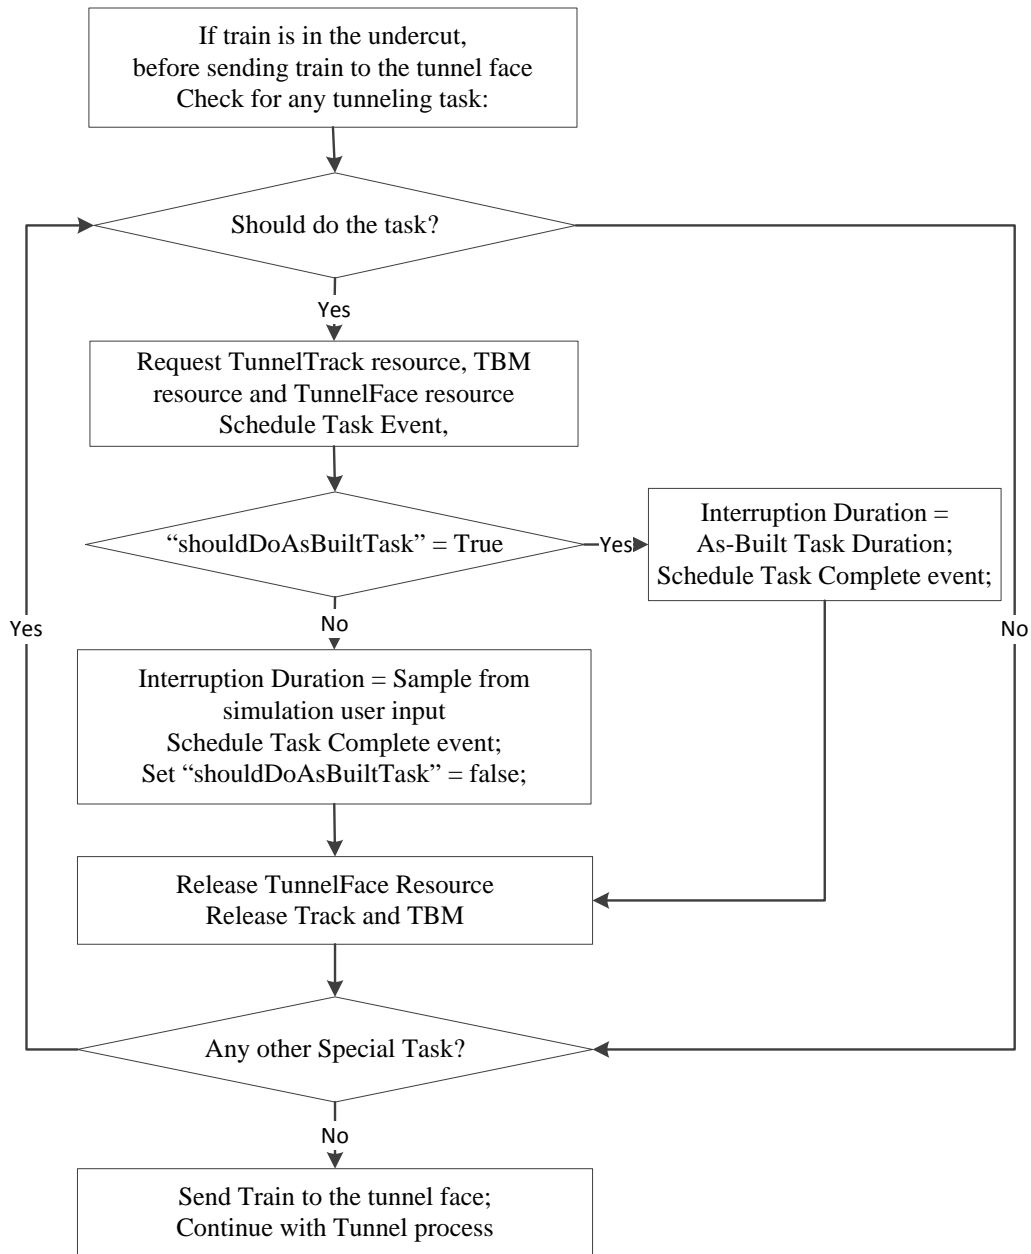 If train is in the undercut,
before sending train to the tunnel face
Check for any tunneling task:
Should do the task?
Yes
Request TunnelTrack resource, TBM
resource and TunnelFace resource
Schedule Task Event,
“shouldDoAsBuiltTask” = True
Yes
Interruption Duration =
As-Built Task Duration;
Schedule Task Complete event;
No
Yes
No
Interruption Duration = Sample from
simulation user input
Schedule Task Complete event;
Set “shouldDoAsBuiltTask” = false;
Release TunnelFace Resource
Release Track and TBM
Any other Special Task?
No
Send Train to the tunnel face;
Continue with Tunnel process